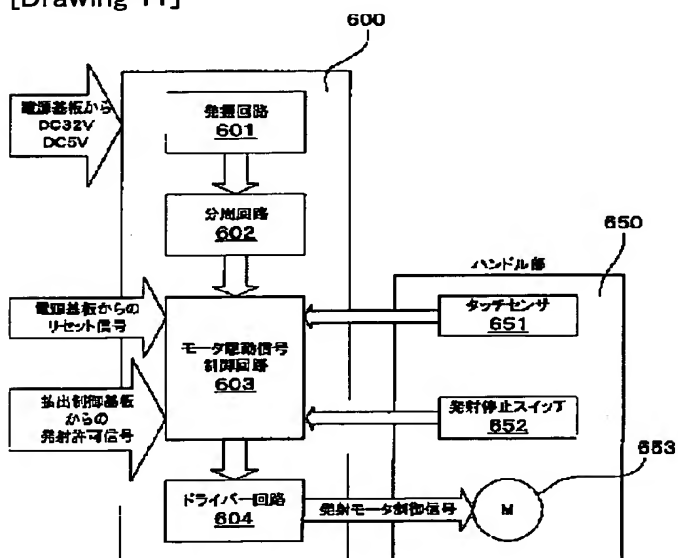 [Drawing 11]
600
電源基板から
DC32V
DC5V
発振回路
601
分周回路
602
650
ハンドル部
電源基板からの
リセット信号
タッチセンサ
651
モータ駆動信号
制御回路
603
払出制御基板
からの
発射許可信号
発射停止スイッチ
652
653
ドライバー回路
604
発射モータ制御信号
M